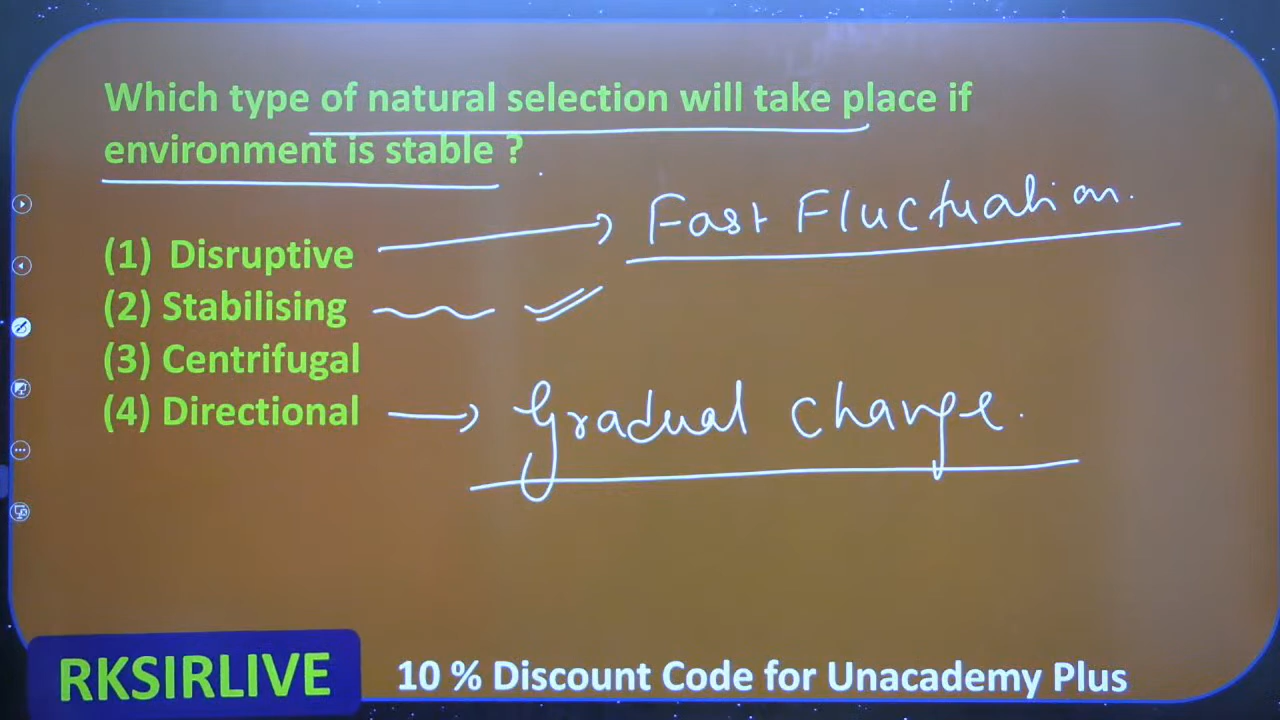 Which type of natural selection will take place if
environment is stable ?
(1) Disruptive
Fast Fluctuation.
(2) Stabilising
(3) Centrifugal
(4) Directional
Gradual change.
RKSIRLIVE
10 % Discount Code for Unacademy Plus